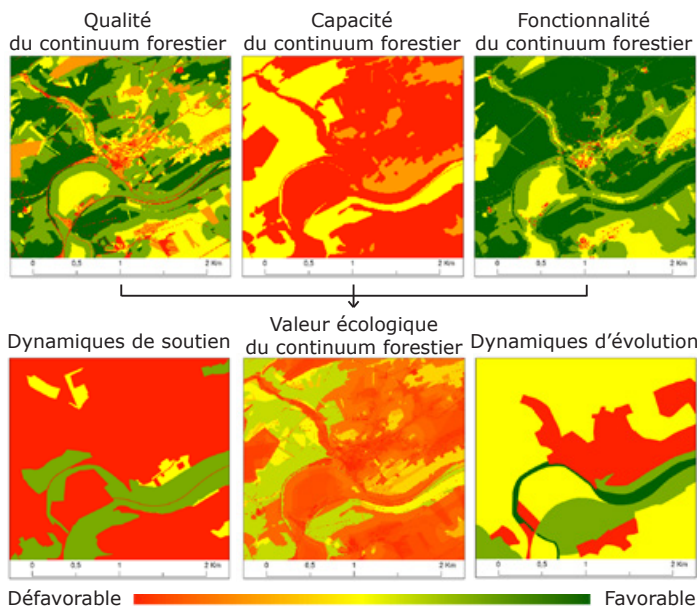 Qualité
du continuum forestier
Capacité
du continuum forestier
Fonctionnalité
du continuum forestier
0 0,5 1 2 Km
0 0,5 1 2 Km
0 0,5 1 2 Km
Dynamiques de soutien
Valeur écologique
du continuum forestier
Dynamiques d'évolution
0 0,5 1 2 Km
0 0,5 1 2 Km
0 0,5 1 2 Km
Défavorable
Favorable